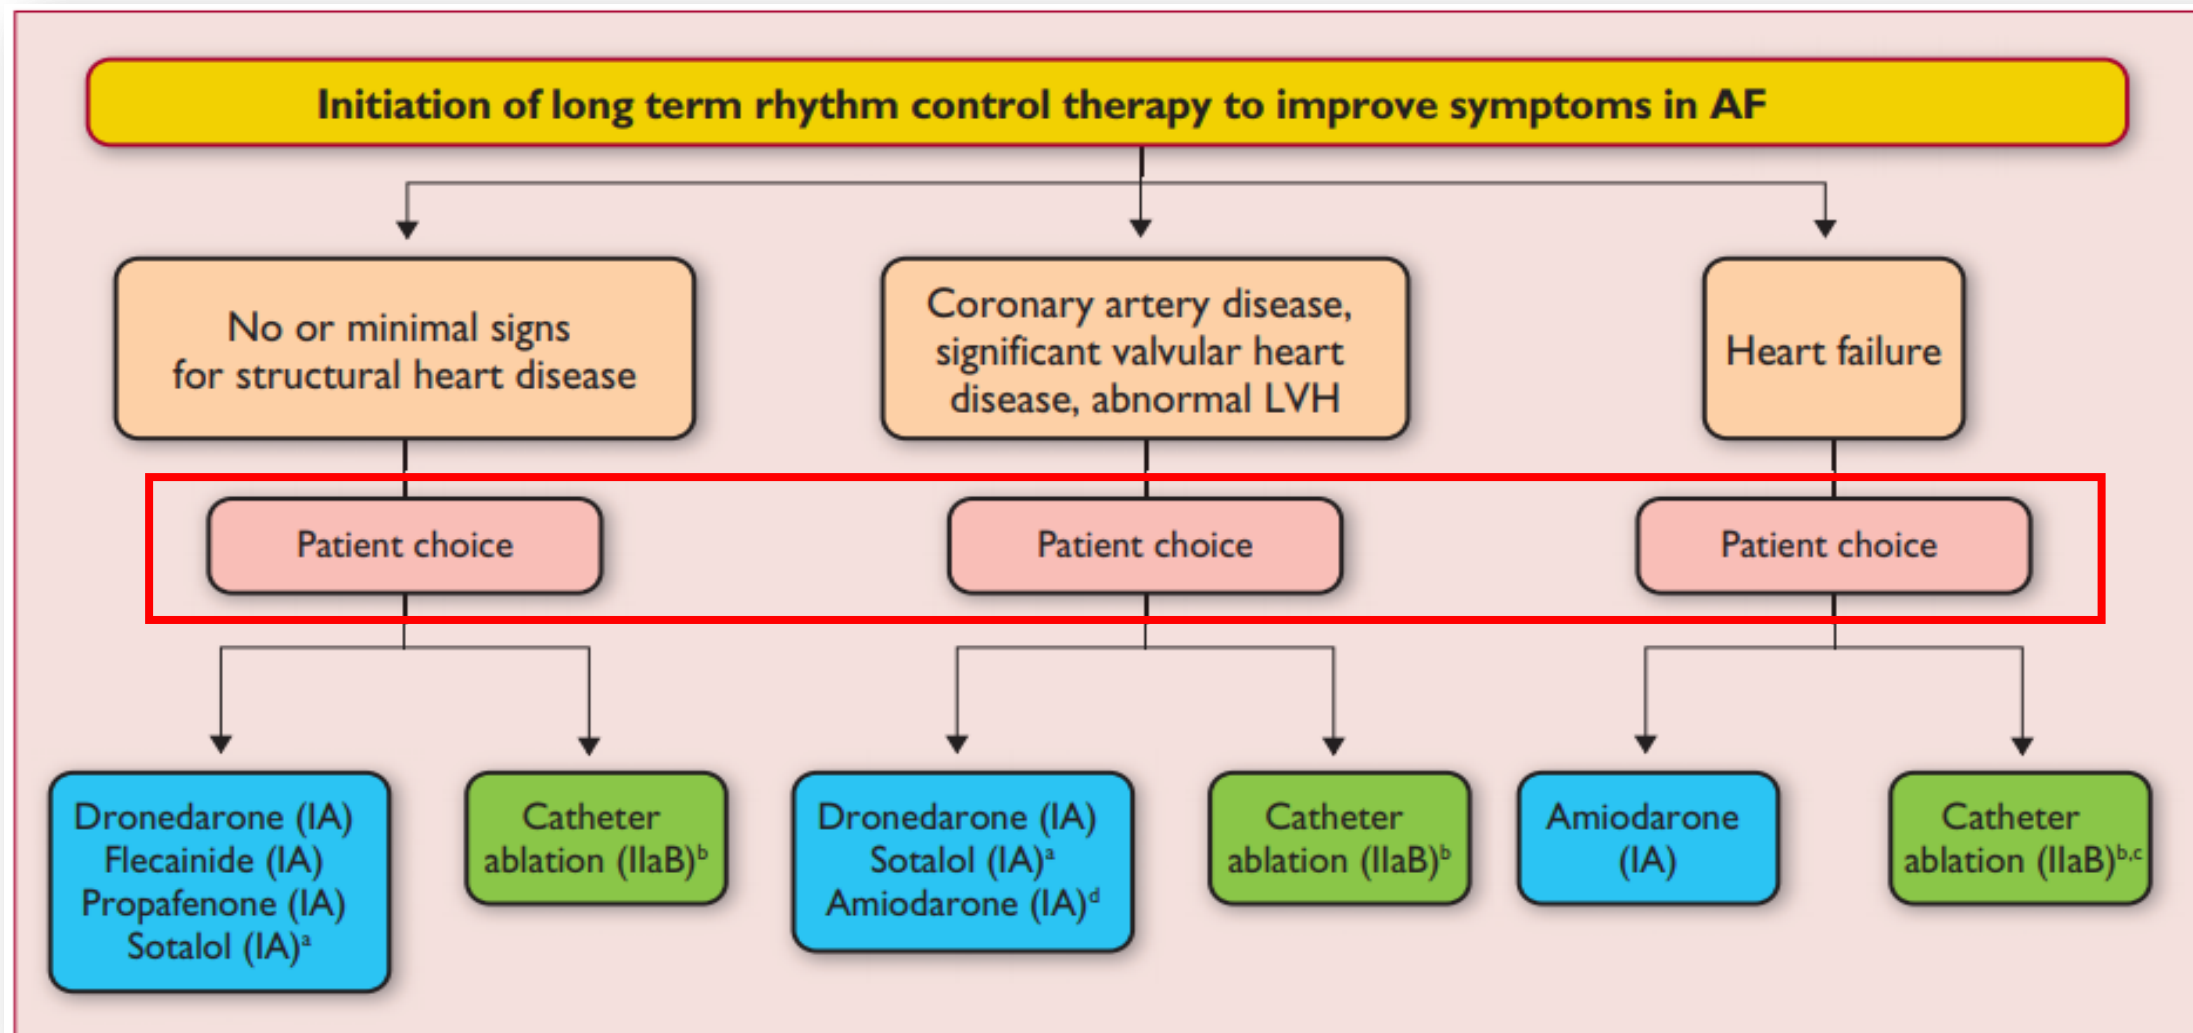 Initiation of long term rhythm control therapy to improve symptoms in AF
No or minimal signs
for structural heart disease
Coronary artery disease,
significant valvular heart
disease, abnormal LVH
Heart failure
Patient choice
Patient choice
Patient choice
Dronedarone (IA)
Flecainide (IA)
Propafenone (IA)
Sotalol (IA)ᵃ
Catheter
ablation (IIaB)ᵇ
Dronedarone (IA)
Sotalol (IA)ᵃ
Amiodarone (IA)ᵈ
Catheter
ablation (IIaB)ᵇ
Amiodarone
(IA)
Catheter
ablation (IIaB)ᵇ,ᶜ